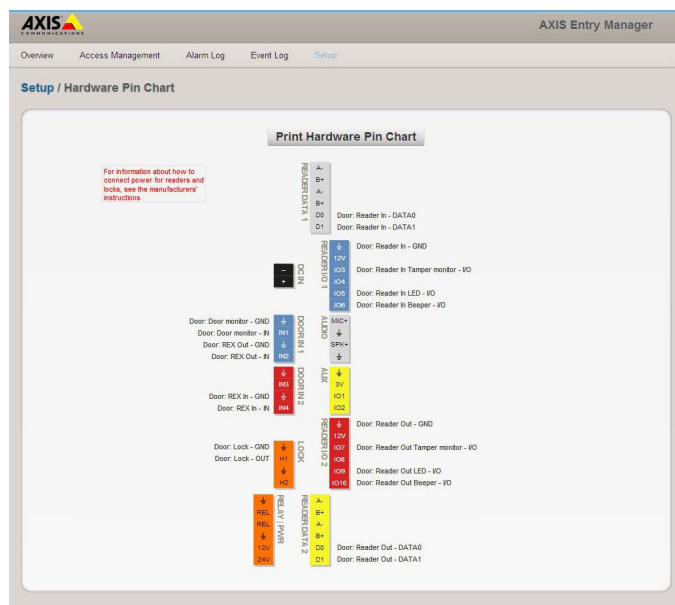 AXIS
COMMUNICATIONS
AXIS Entry Manager
Overview Access Management Alarm Log Event Log Setup
Setup / Hardware Pin Chart
Print Hardware Pin Chart
For information about how to
connect power for readers and
locks, see the manufacturers'
instructions
READER DATA 1
A-
B+
A-
B+
D0 Door: Reader In - DATA0
D1 Door: Reader In - DATA1
READER I/O 1
Door: Reader In - GND
12V
IO3 Door: Reader In Tamper monitor - I/O
IO4
IO5 Door: Reader In LED - I/O
IO6 Door: Reader In Beeper - I/O
DC IN
-
+
DOOR IN 1
Door: Door monitor - GND
Door: Door monitor - IN IN1
Door: REX Out - GND
Door: REX Out - IN IN2
AUDIO
MIC+
SPK+
DOOR IN 2
IN3
Door: REX In - GND
Door: REX In - IN IN4
AUX
3V
IO1
IO2
READER I/O 2
Door: Reader Out - GND
12V
IO7 Door: Reader Out Tamper monitor - I/O
IO8
IO9 Door: Reader Out LED - I/O
IO10 Door: Reader Out Beeper - I/O
LOCK
Door: Lock - GND
Door: Lock - OUT H1
H2
RELAY | PWR
REL
REL
12V
24V
READER DATA 2
A-
B+
A-
B+
D0 Door: Reader Out - DATA0
D1 Door: Reader Out - DATA1